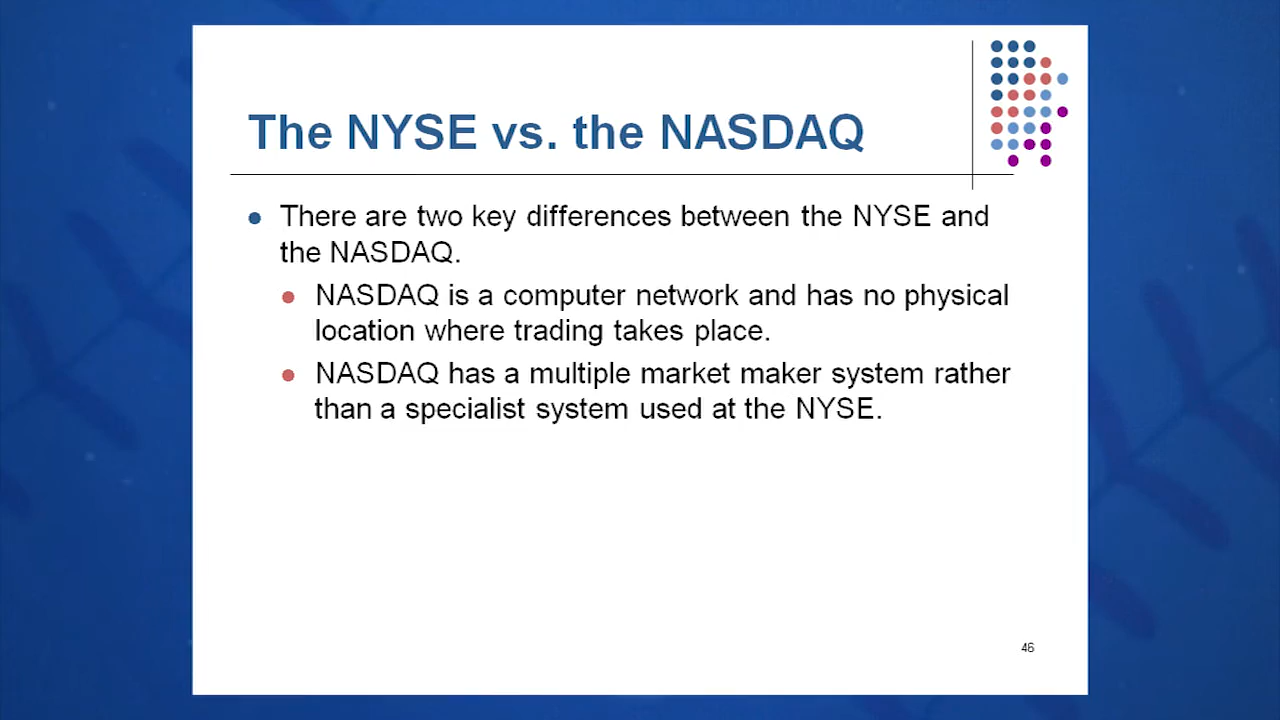 The NYSE vs. the NASDAQ
There are two key differences between the NYSE and
the NASDAQ.
NASDAQ is a computer network and has no physical
location where trading takes place.
NASDAQ has a multiple market maker system rather
than a specialist system used at the NYSE.
46